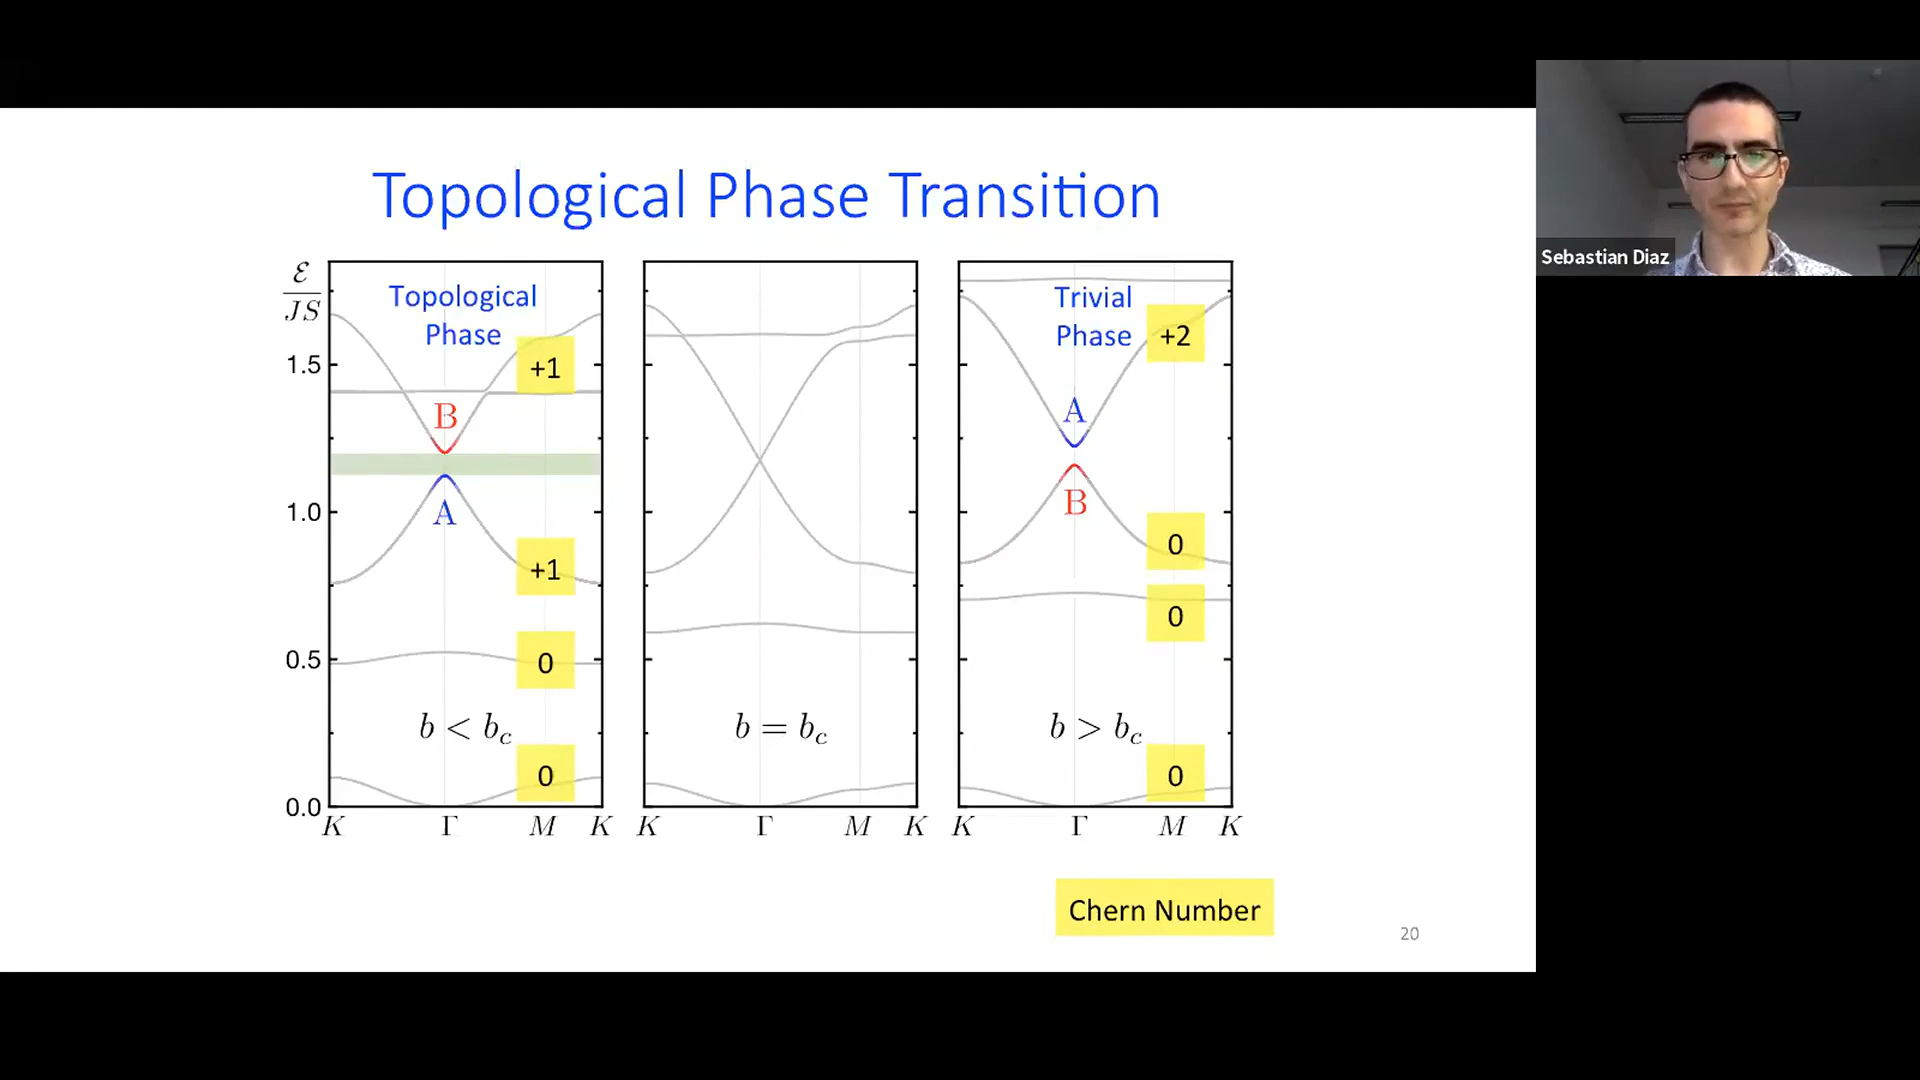 Topological Phase Transition
ℰ
JS
Topological
Phase
Trivial
Phase
+2
1.5
+1
B
A
1.0
A
B
0
+1
0
0.5
0
b < b_c
b = b_c
b > b_c
0
0
0.0
K Γ M K K Γ M K K Γ M K
Chern Number
20
Sebastian Diaz